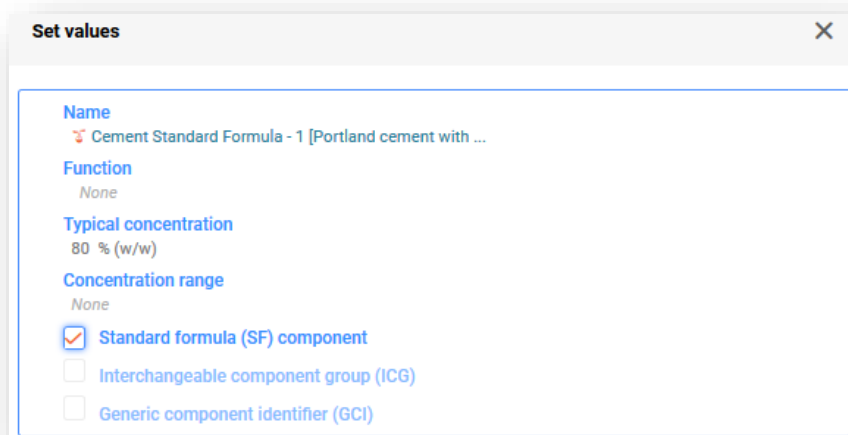 Set values
Name
Cement Standard Formula - 1 [Portland cement with ...
Function
None
Typical concentration
80 % (w/w)
Concentration range
None
Standard formula (SF) component
Interchangeable component group (ICG)
Generic component identifier (GCI)